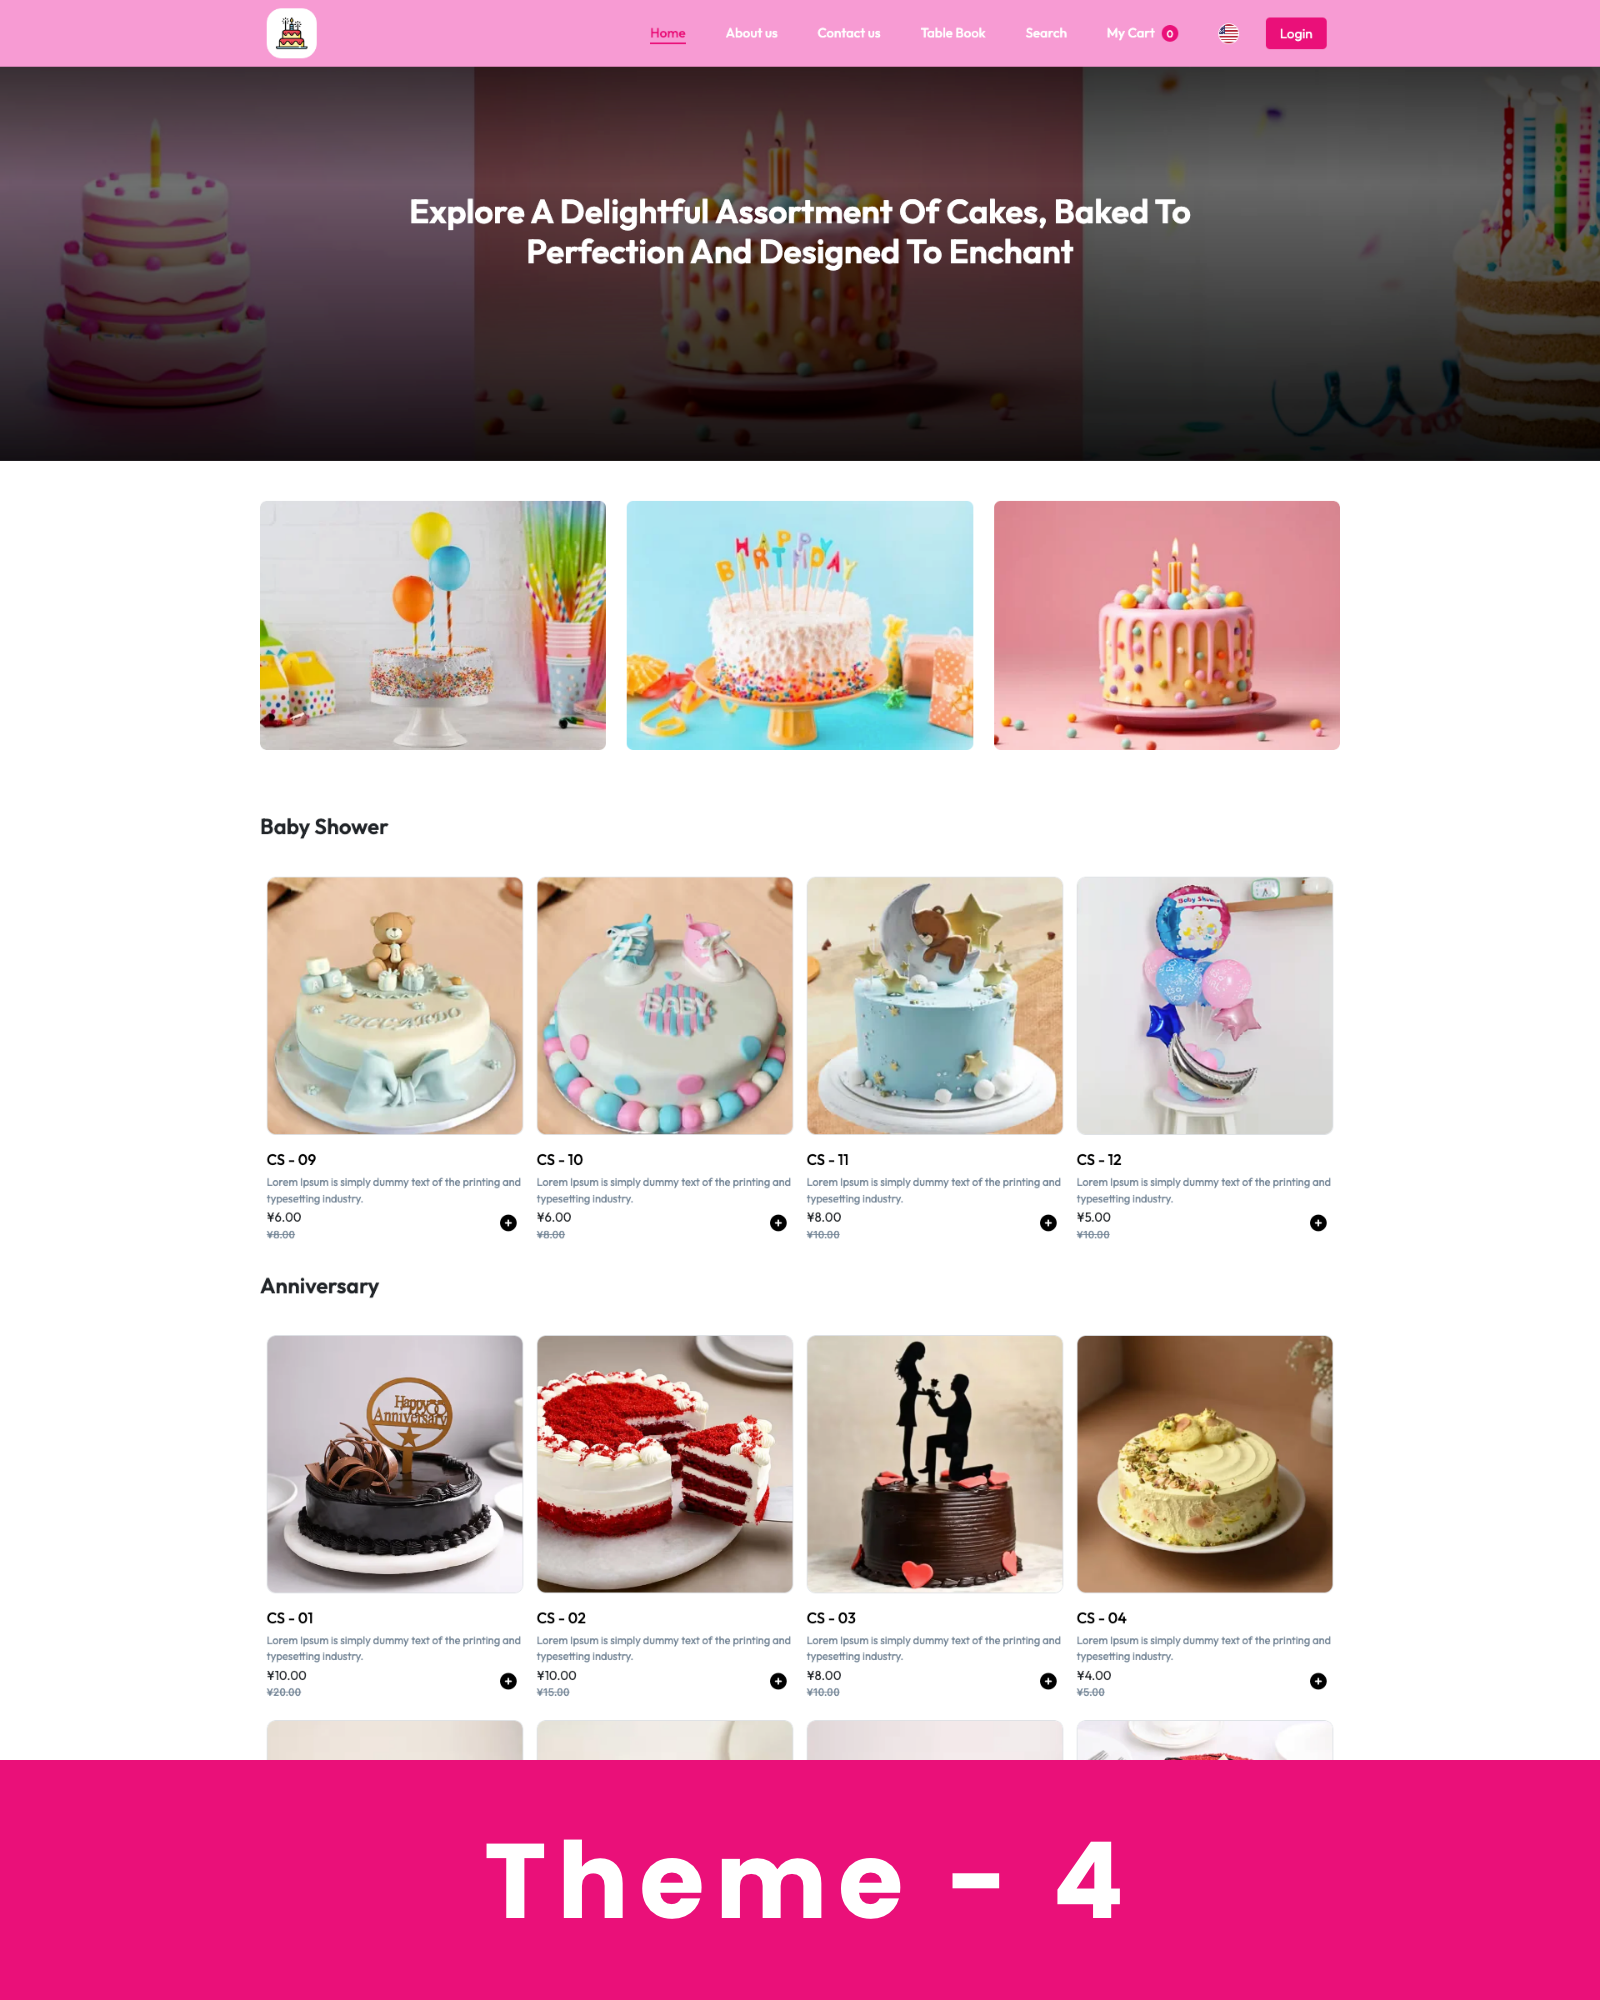 Home About us Contact us Table Book Search My Cart 0 Login
Explore A Delightful Assortment Of Cakes, Baked To
Perfection And Designed To Enchant
HAPPY
BIRTHDAY
Baby Shower
RICCARDO
BABY
Baby Shower
CS - 09 CS - 10 CS - 11 CS - 12
Lorem Ipsum is simply dummy text of the printing and Lorem Ipsum is simply dummy text of the printing and Lorem Ipsum is simply dummy text of the printing and Lorem Ipsum is simply dummy text of the printing and
typesetting industry. typesetting industry. typesetting industry. typesetting industry.
¥6.00 ¥6.00 ¥8.00 ¥5.00
¥8.00 ¥8.00 ¥10.00 ¥10.00
Anniversary
Happy
Anniversary
CS - 01 CS - 02 CS - 03 CS - 04
Lorem Ipsum is simply dummy text of the printing and Lorem Ipsum is simply dummy text of the printing and Lorem Ipsum is simply dummy text of the printing and Lorem Ipsum is simply dummy text of the printing and
typesetting industry. typesetting industry. typesetting industry. typesetting industry.
¥10.00 ¥10.00 ¥8.00 ¥4.00
¥20.00 ¥15.00 ¥10.00 ¥5.00
Theme - 4